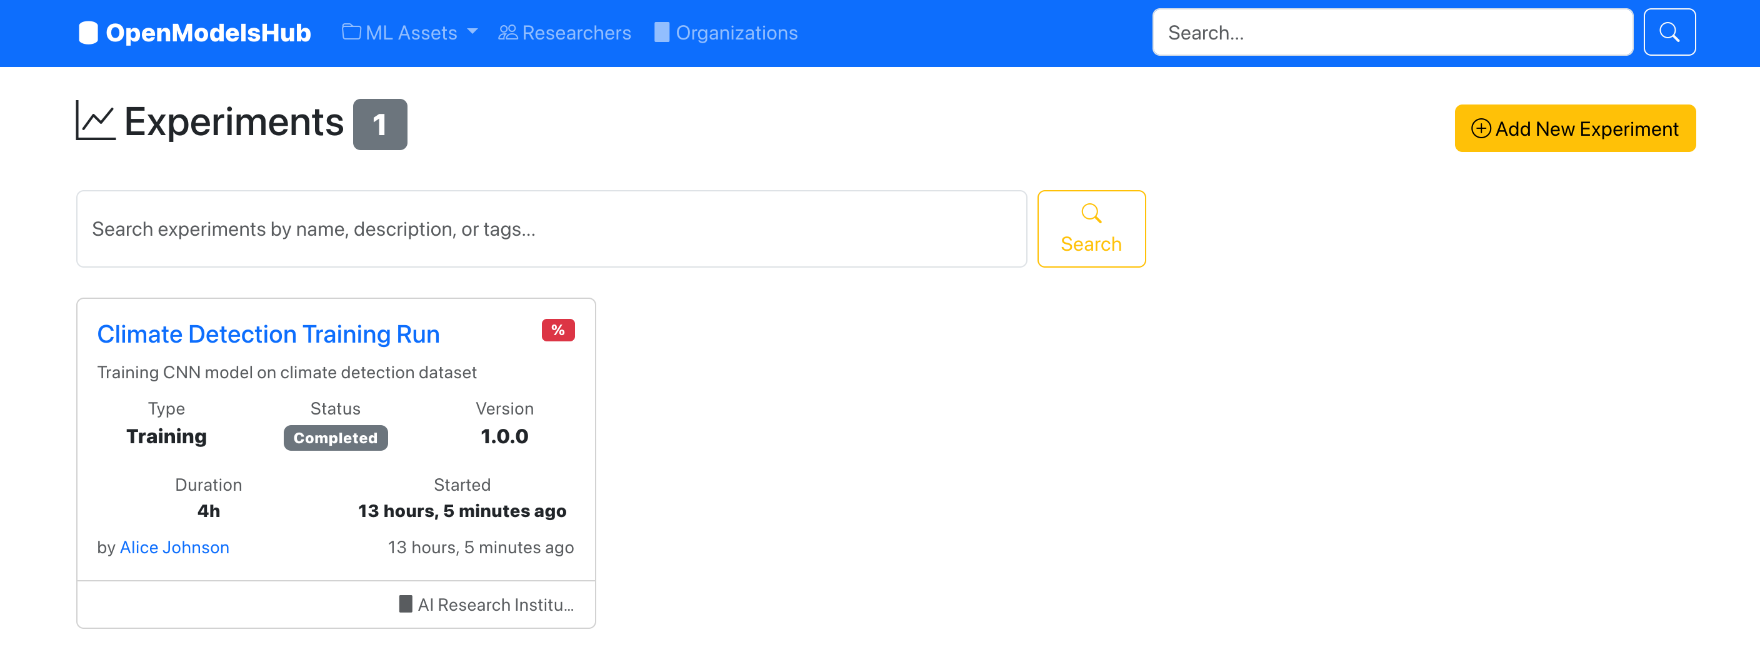 OpenModelsHub ML Assets Researchers Organizations Search...
Experiments 1 Add New Experiment
Search experiments by name, description, or tags...
Search
Climate Detection Training Run %
Training CNN model on climate detection dataset
Type Status Version
Training Completed 1.0.0
Duration Started
4h 13 hours, 5 minutes ago
by Alice Johnson 13 hours, 5 minutes ago
AI Research Institu...